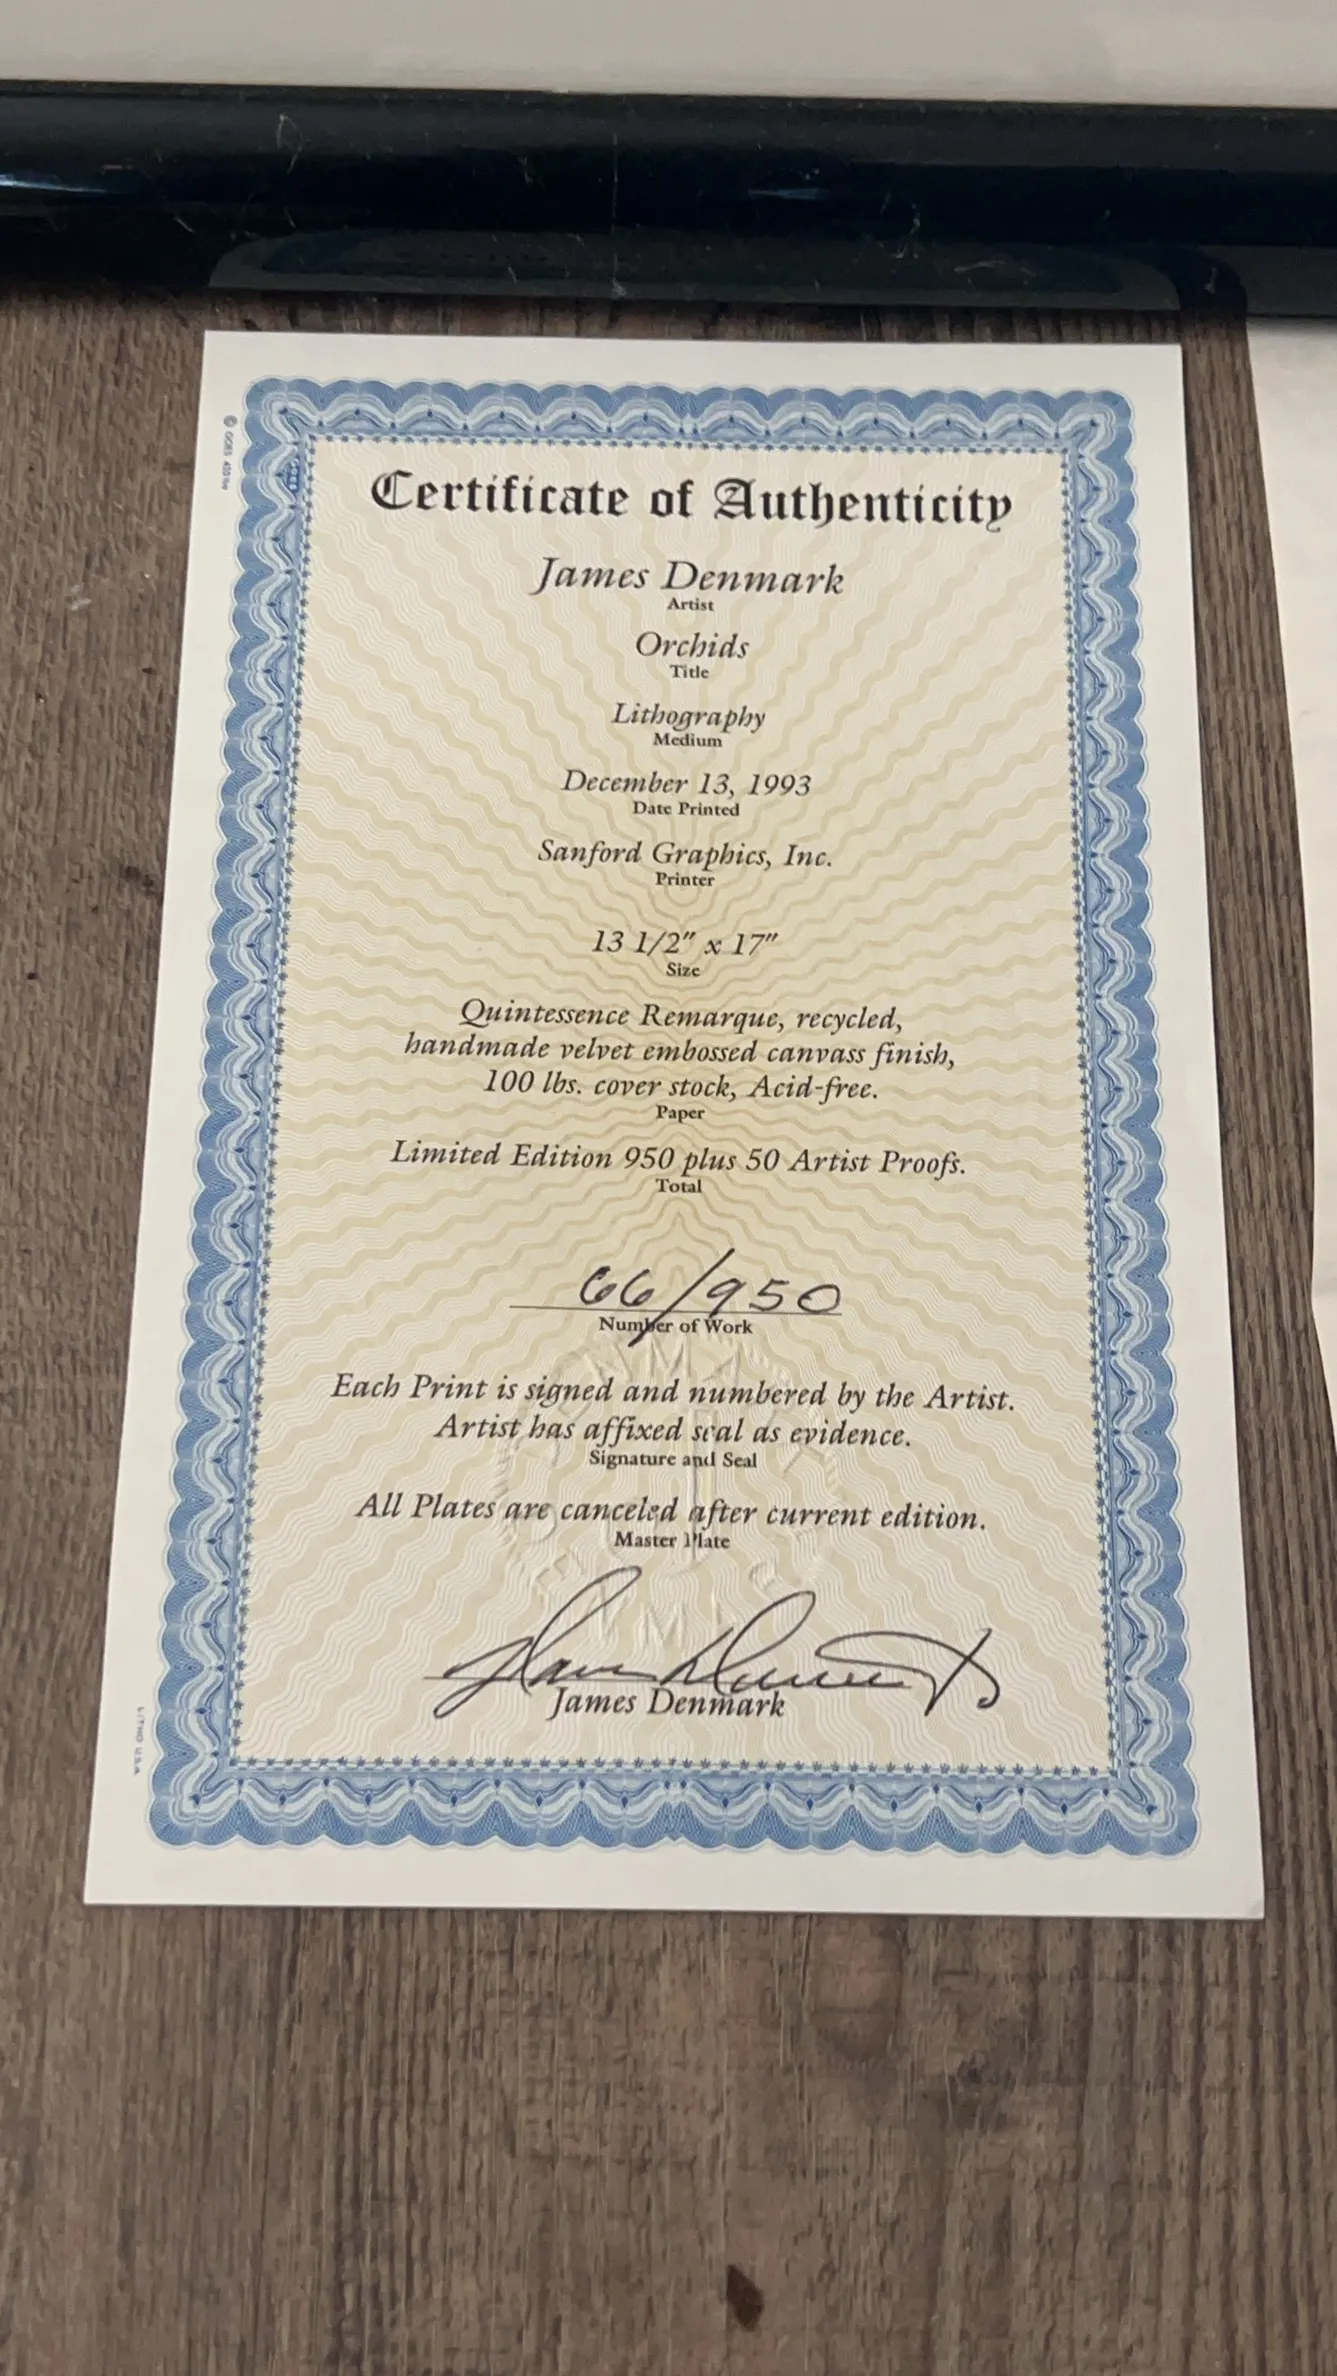 Certificate of Authenticity
James Denmark
Artist
Orchids
Title
Lithography
Medium
December 13, 1993
Date Printed
Sanford Graphics, Inc.
Printer
13 1/2" x 17"
Size
Quintessence Remarque, recycled,
handmade velvet embossed canvass finish,
100 lbs. cover stock, Acid-free.
Paper
Limited Edition 950 plus 50 Artist Proofs.
Total
66/950
Number of Work
Each Print is signed and numbered by the Artist.
Artist has affixed seal as evidence.
Signature and Seal
All Plates are canceled after current edition.
Master Plate
James Denmark
LITHO U.S.A.